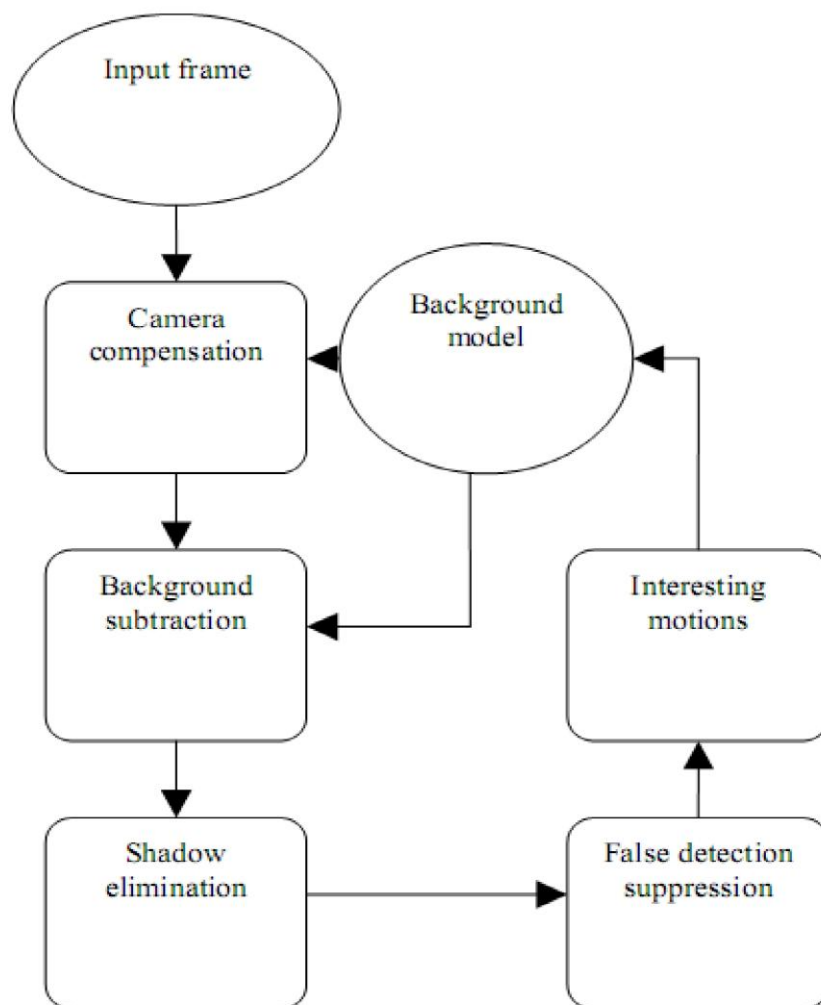 Input frame
Camera
compensation
Background
model
Background
subtraction
Interesting
motions
Shadow
elimination
False detection
suppression